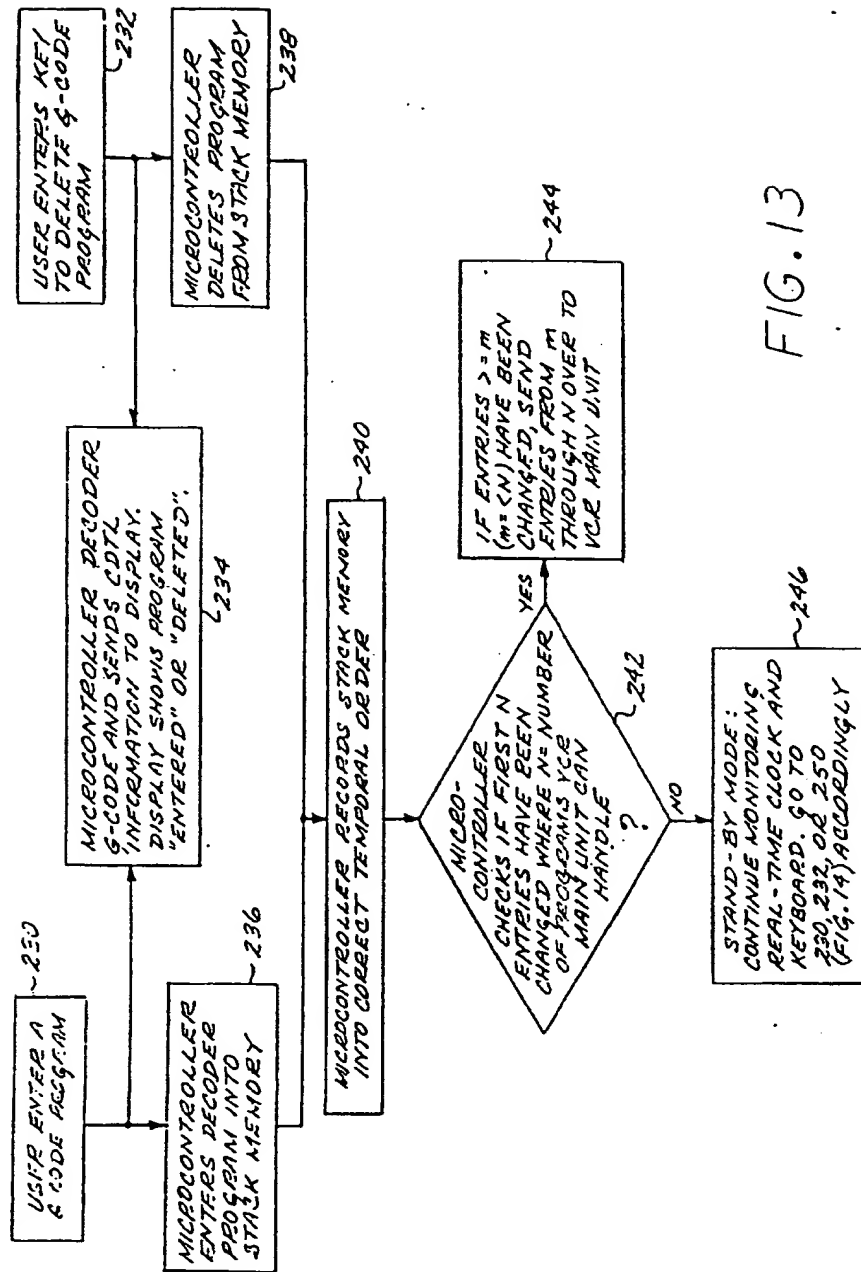 230
USER ENTER A
G CODE PROGRAM
USER ENTERS KEY
TO DELETE G-CODE
PROGRAM
232
MICROCONTROLLER DECODER
G-CODE AND SENDS CDTL
INFORMATION TO DISPLAY.
DISPLAY SHOWS PROGRAM
"ENTERED" OR "DELETED".
234
236
MICROCONTROLLER
ENTERS DECODER
PROGRAM INTO
STACK MEMORY
MICROCONTROLLER
DELETES PROGRAM
FROM STACK MEMORY
238
240
MICROCONTROLLER RECORDS STACK MEMORY
INTO CORRECT TEMPORAL ORDER
MICRO-
CONTROLLER
CHECKS IF FIRST N
ENTRIES HAVE BEEN
CHANGED WHERE N= NUMBER
OF PROGRAMS VCR
MAIN UNIT CAN
HANDLE
?
242
YES
244
IF ENTRIES >= m
(m= <N) HAVE BEEN
CHANGED, SEND
ENTRIES FROM m
THROUGH N OVER TO
VCR MAIN UNIT
NO
246
STAND-BY MODE:
CONTINUE MONITORING
REAL-TIME CLOCK AND
KEYBOARD. GO TO
230, 232, OR 250
(FIG. 14) ACCORDINGLY
FIG. 13